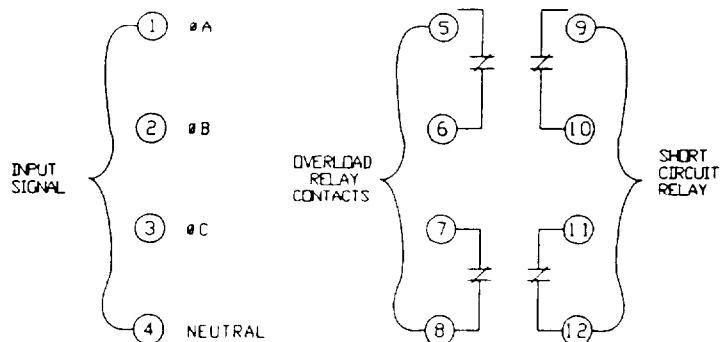 1 øA
5
9
2 øB
6
10
INPUT
SIGNAL
OVERLOAD
RELAY
CONTACTS
SHORT
CIRCUIT
RELAY
3 øC
7
11
4 NEUTRAL
8
12